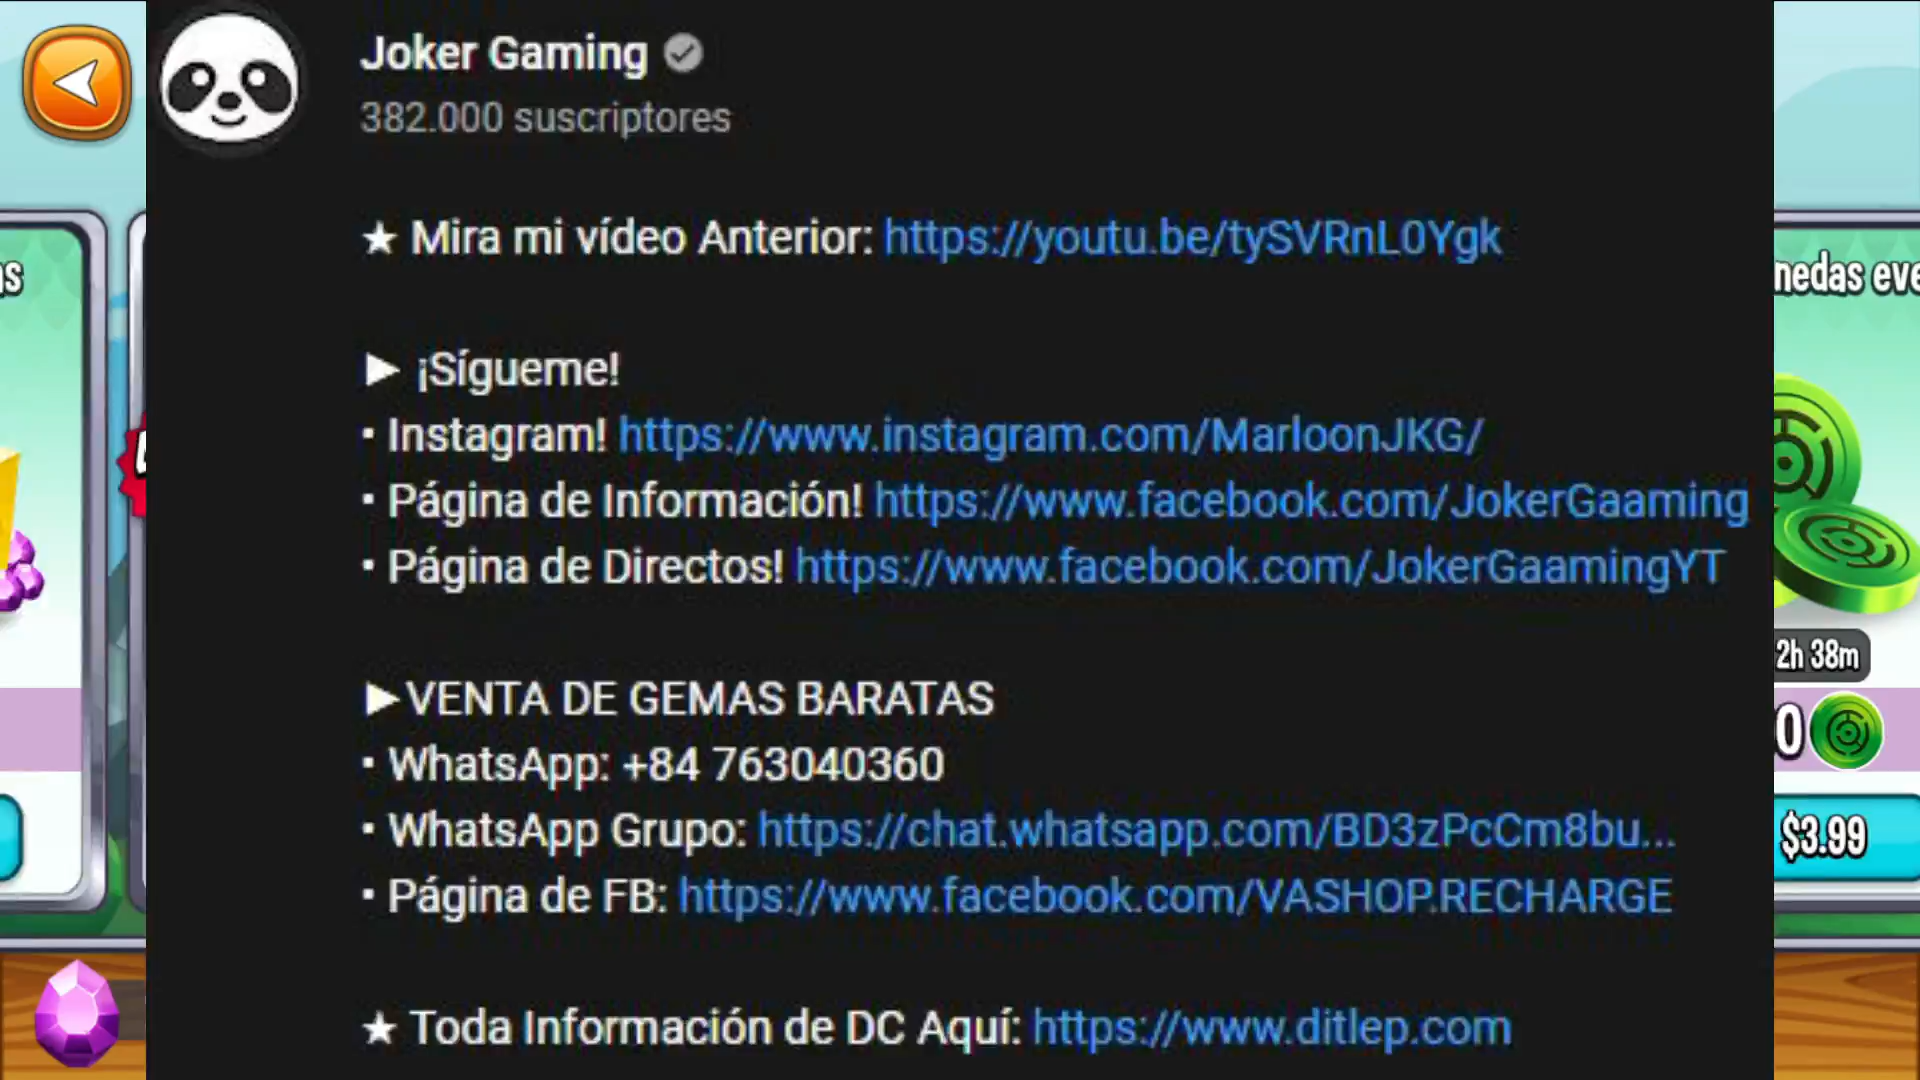 Joker Gaming
382.000 suscriptores
★ Mira mi vídeo Anterior: https://youtu.be/tySVRnL0Ygk
► ¡Sígueme!
• Instagram! https://www.instagram.com/MarloonJKG/
• Página de Información! https://www.facebook.com/JokerGaaming
• Página de Directos! https://www.facebook.com/JokerGaamingYT
►VENTA DE GEMAS BARATAS
• WhatsApp: +84 763040360
• WhatsApp Grupo: https://chat.whatsapp.com/BD3zPcCm8bu...
• Página de FB: https://www.facebook.com/VASHOP.RECHARGE
★ Toda Información de DC Aquí: https://www.ditlep.com
2h 38m
$3.99